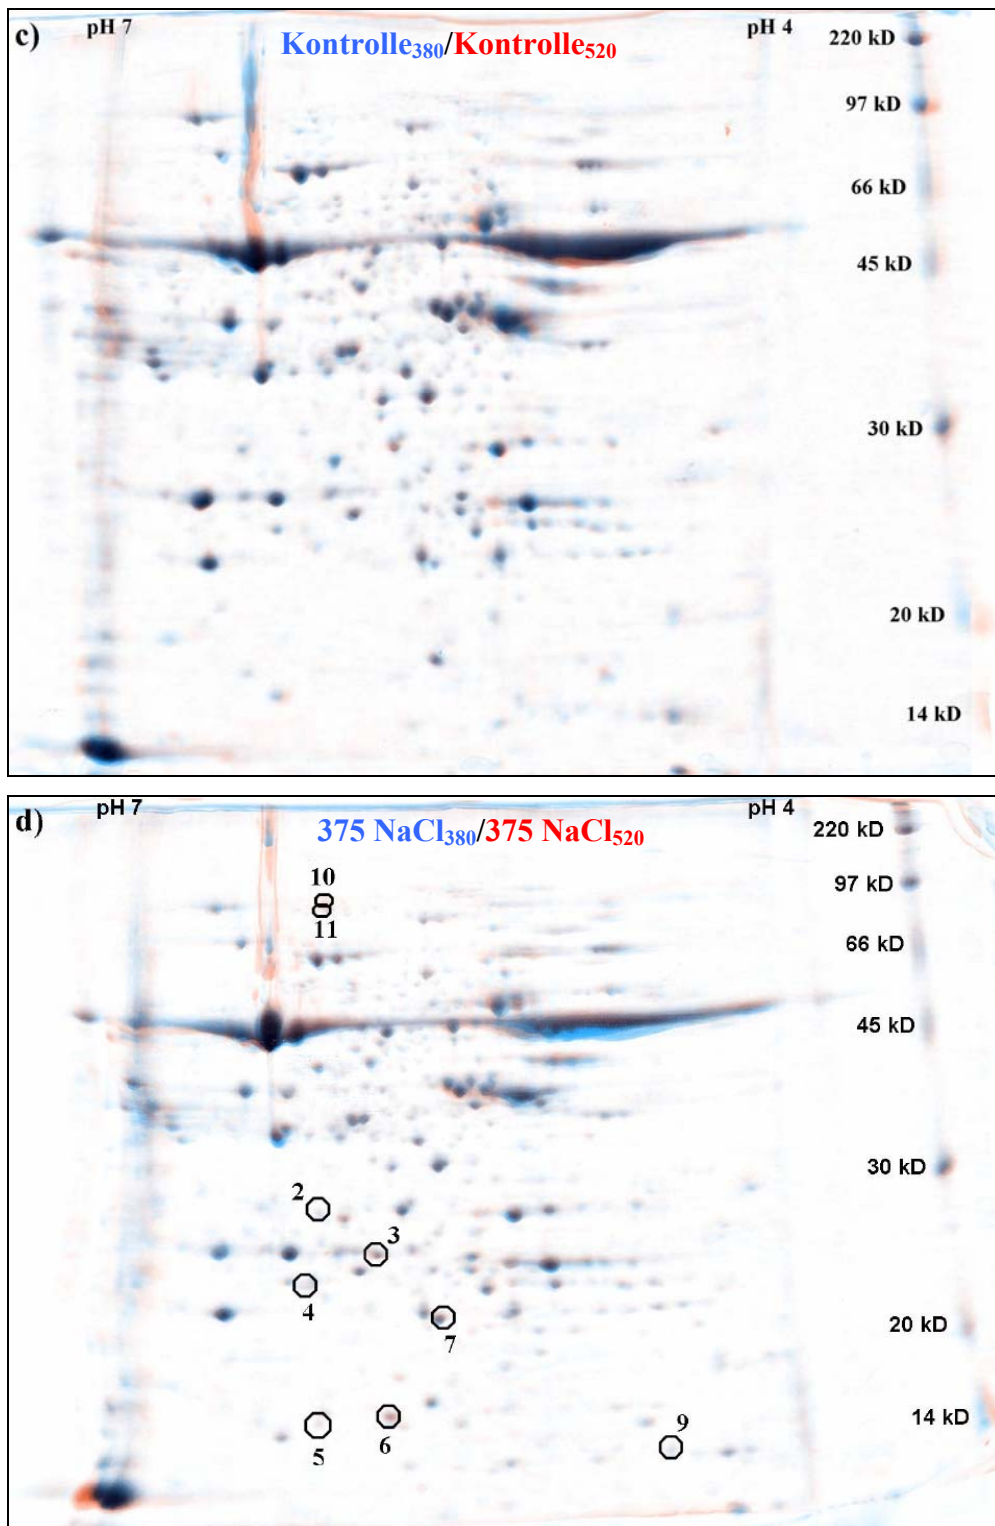 c)
pH 7
pH 4
Kontrolle380/Kontrolle520
220 kD
97 kD
66 kD
45 kD
30 kD
20 kD
14 kD
d)
pH 7
pH 4
375 NaCl380/375 NaCl520
220 kD
10
97 kD
11
66 kD
45 kD
30 kD
2
3
4
7
20 kD
14 kD
5
6
9